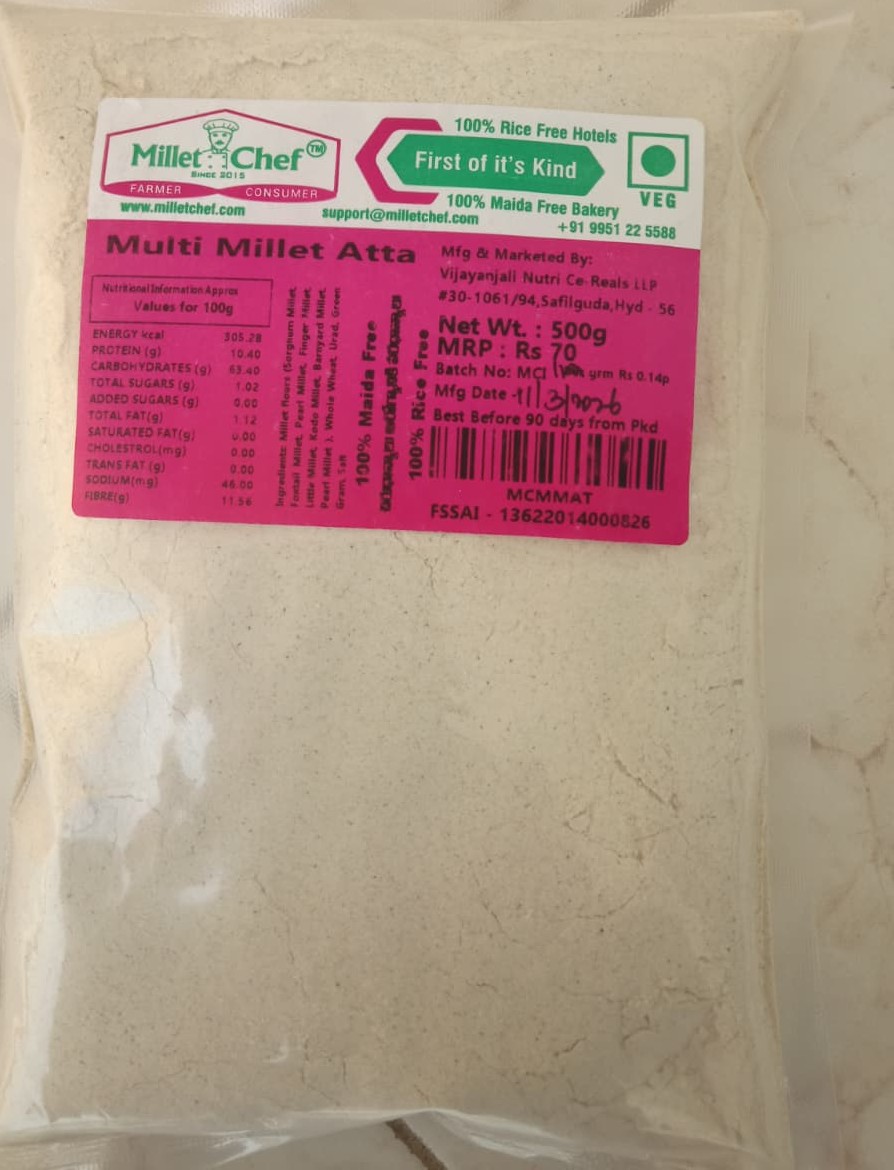 Millet Chef TM
SINCE 2015
FARMER CONSUMER
www.milletchef.com
100% Rice Free Hotels
First of it's Kind
100% Maida Free Bakery
support@milletchef.com
+91 9951 22 5588
VEG
Multi Millet Atta
Nutritional Information Approx
Values for 100g
ENERGY kcal 305.28
PROTEIN (g) 10.40
CARBOHYDRATES (g) 63.40
TOTAL SUGARS (g) 1.02
ADDED SUGARS (g) 0.00
TOTAL FAT(g) 1.12
SATURATED FAT(g) 0.00
CHOLESTROL(mg) 0.00
TRANS FAT (g) 0.00
SODIUM(mg) 46.00
FIBRE(g) 11.56
Ingredients: Millet flours (Sorghum Millet,
Foxtail Millet, Pearl Millet, Finger Millet,
Little Millet, Kodo Millet, Barnyard Millet,
Pearl Millet ), Whole Wheat, Urad, Green
Gram, Salt
100% Maida Free
100% Rice Free
Mfg & Marketed By:
Vijayanjali Nutri Ce-Reals LLP
#30-1061/94,Safilguda,Hyd - 56
Net Wt. : 500g
MRP : Rs 70
Batch No: MC yrm Rs 0.14p
Mfg Date - 11/3/2026
Best Before 90 days from Pkd
MCMMAT
FSSAI - 13622014000826